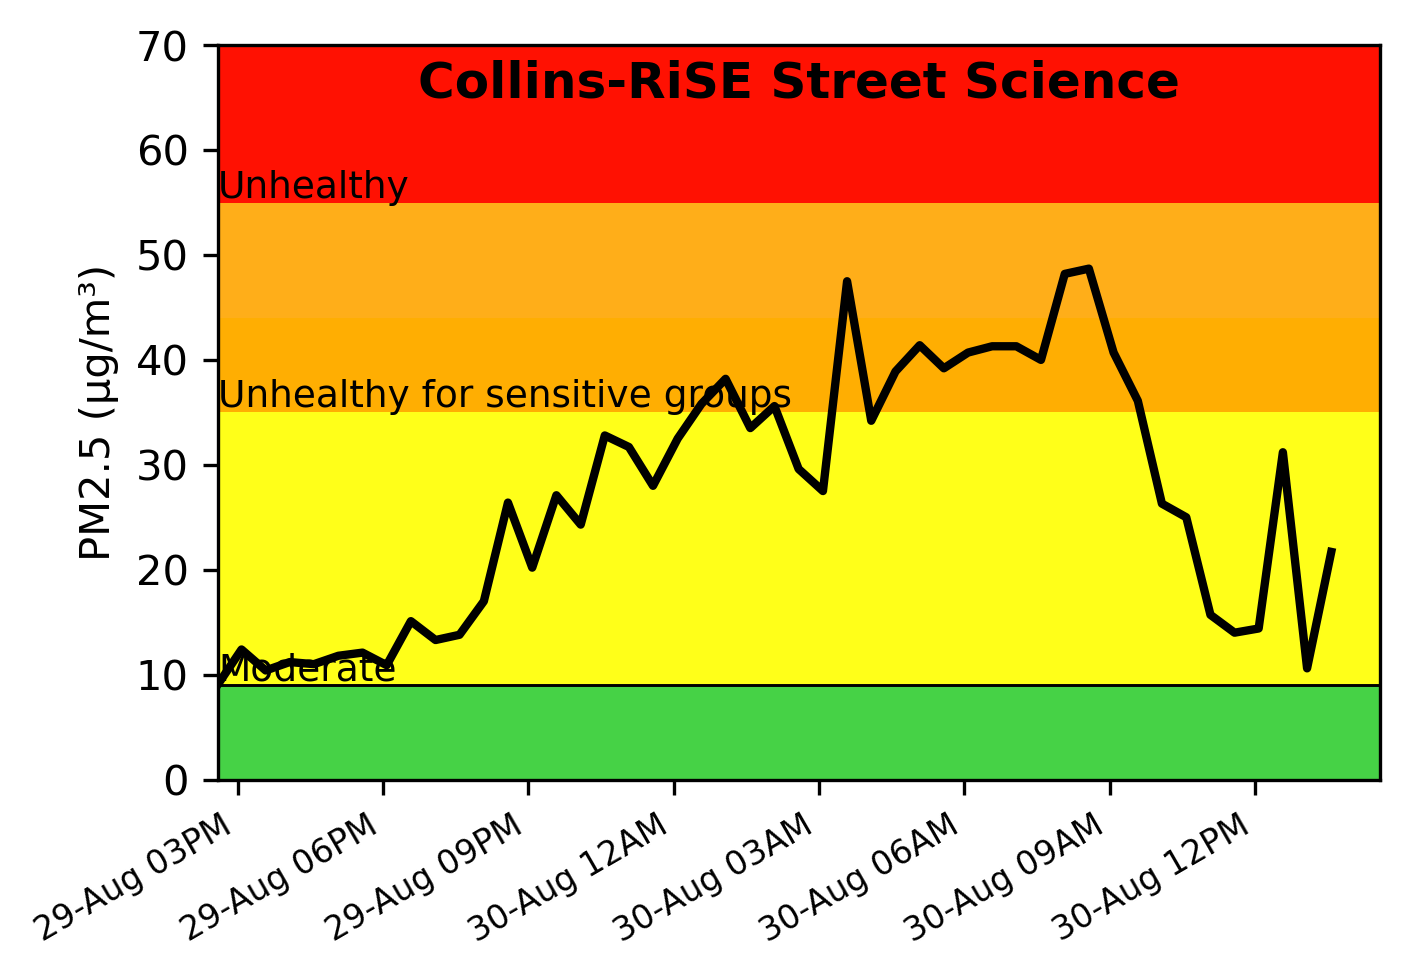 Collins-RiSE Street Science
70
60
Unhealthy
50
40
Unhealthy for sensitive groups
30
20
Moderate
10
0
PM2.5 (µg/m³)
29-Aug 03PM
29-Aug 06PM
29-Aug 09PM
30-Aug 12AM
30-Aug 03AM
30-Aug 06AM
30-Aug 09AM
30-Aug 12PM